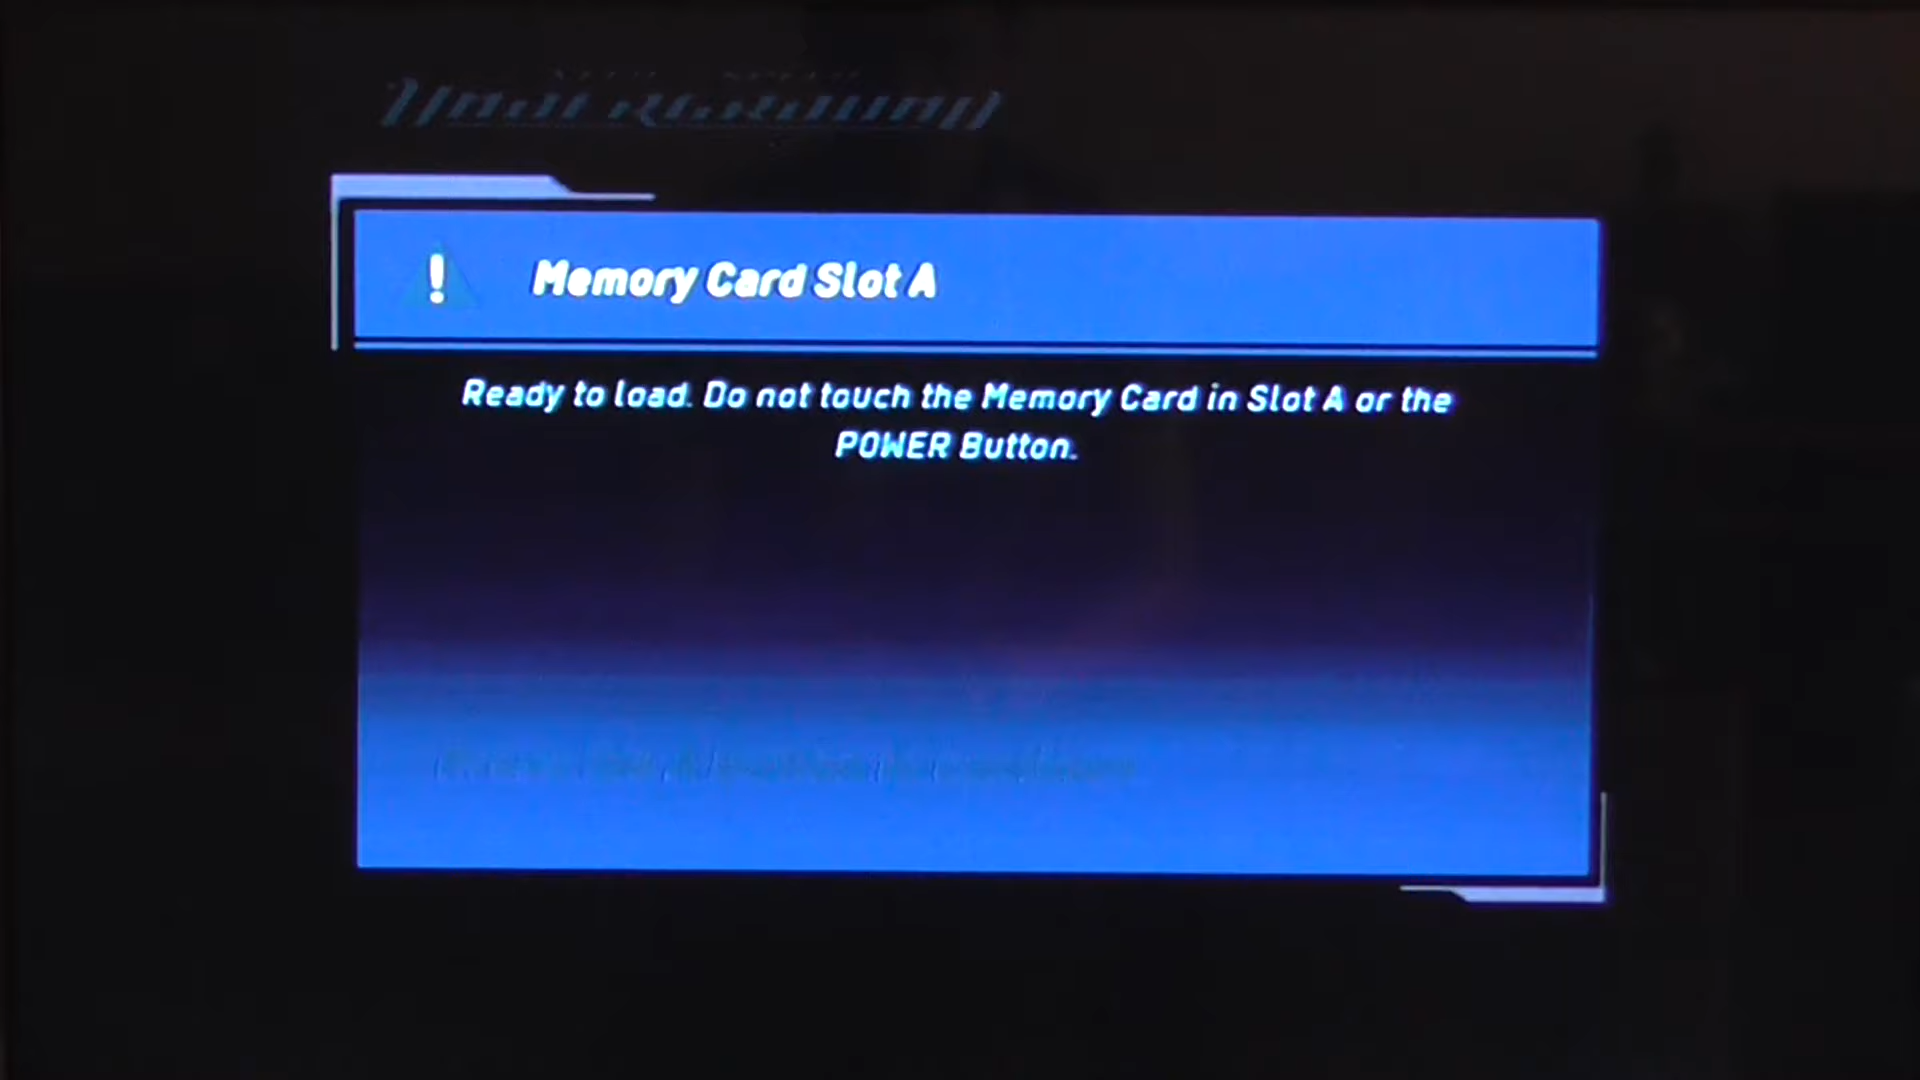 !
Memory Card Slot A
Ready to load. Do not touch the Memory Card in Slot A or the
POWER Button.